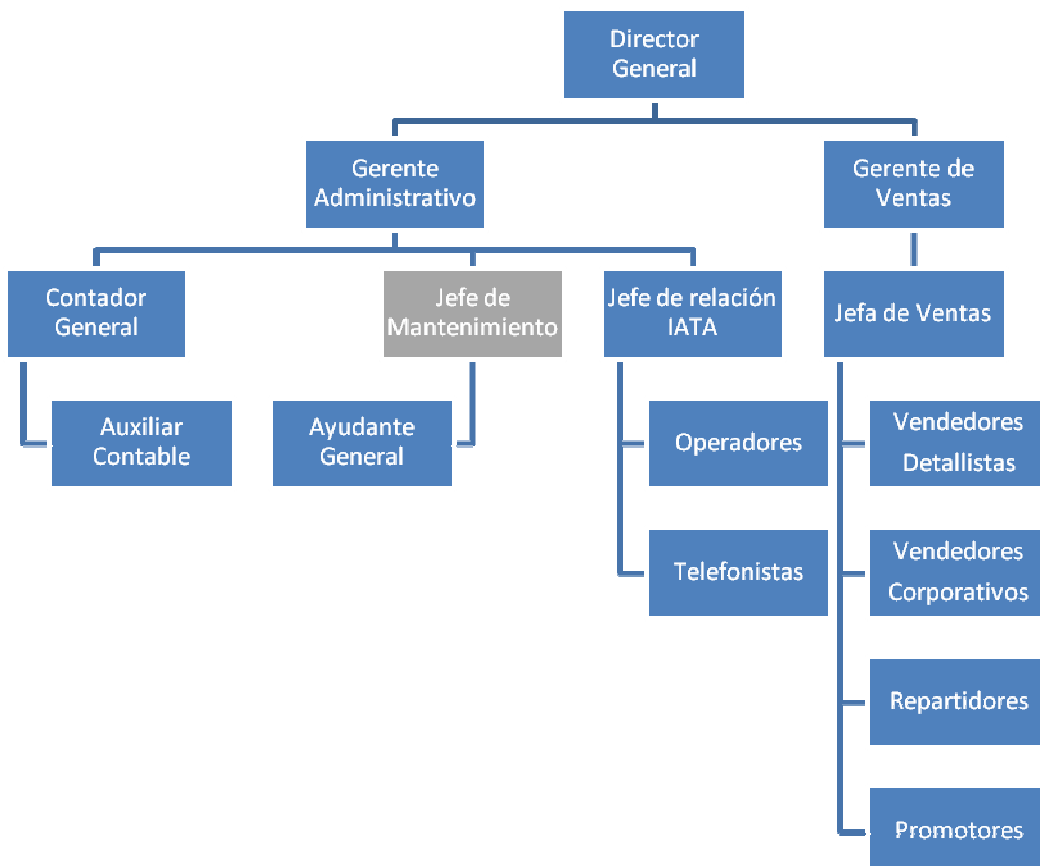 Director
General
Gerente
Administrativo
Gerente de
Ventas
Contador
General
Jefe de
Mantenimiento
Jefe de relación
IATA
Jefa de Ventas
Auxiliar
Contable
Ayudante
General
Operadores
Vendedores
Detallistas
Telefonistas
Vendedores
Corporativos
Repartidores
Promotores